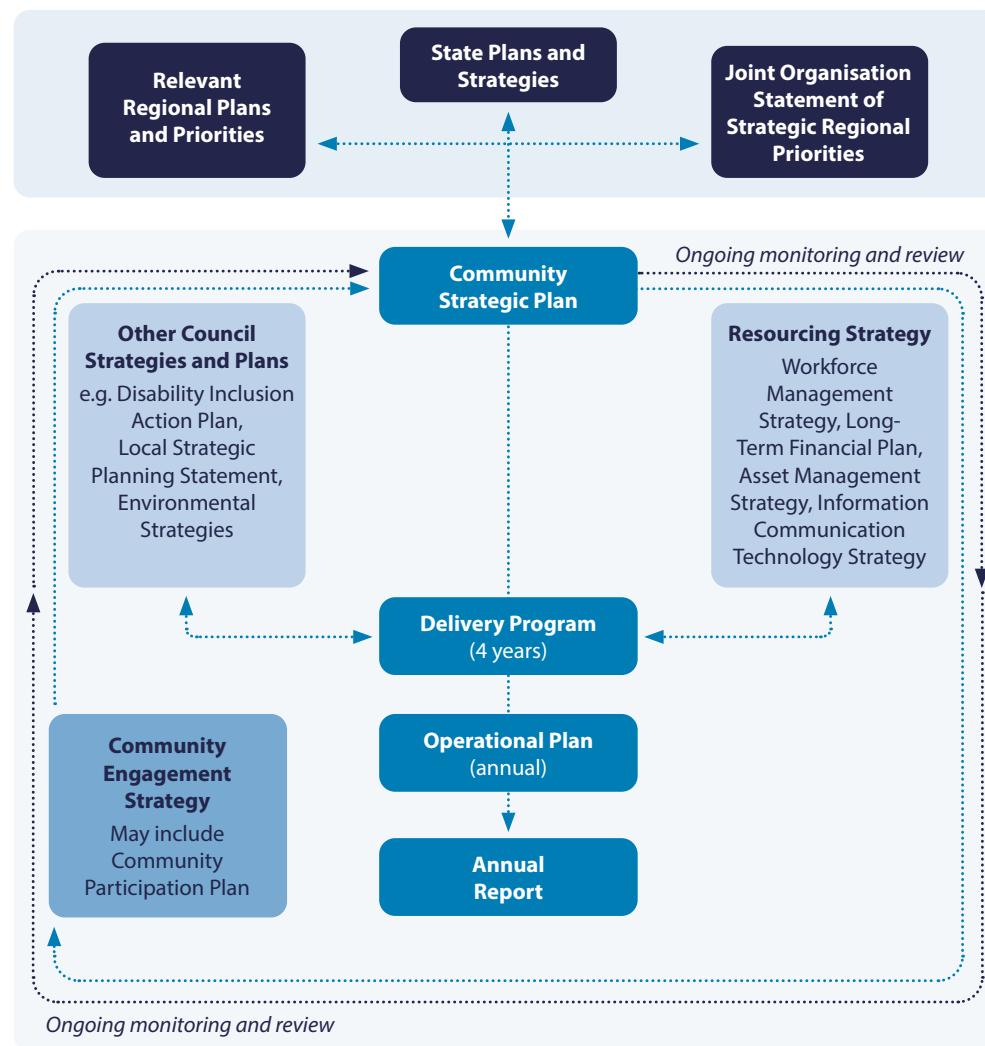 Relevant
Regional Plans
and Priorities
State Plans and
Strategies
Joint Organisation
Statement of
Strategic Regional
Priorities
Ongoing monitoring and review
Community
Strategic Plan
Other Council
Strategies and Plans
e.g. Disability Inclusion
Action Plan,
Local Strategic
Planning Statement,
Environmental
Strategies
Resourcing Strategy
Workforce
Management
Strategy, Long-
Term Financial Plan,
Asset Management
Strategy, Information
Communication
Technology Strategy
Delivery Program
(4 years)
Community
Engagement
Strategy
May include
Community
Participation Plan
Operational Plan
(annual)
Annual
Report
Ongoing monitoring and review